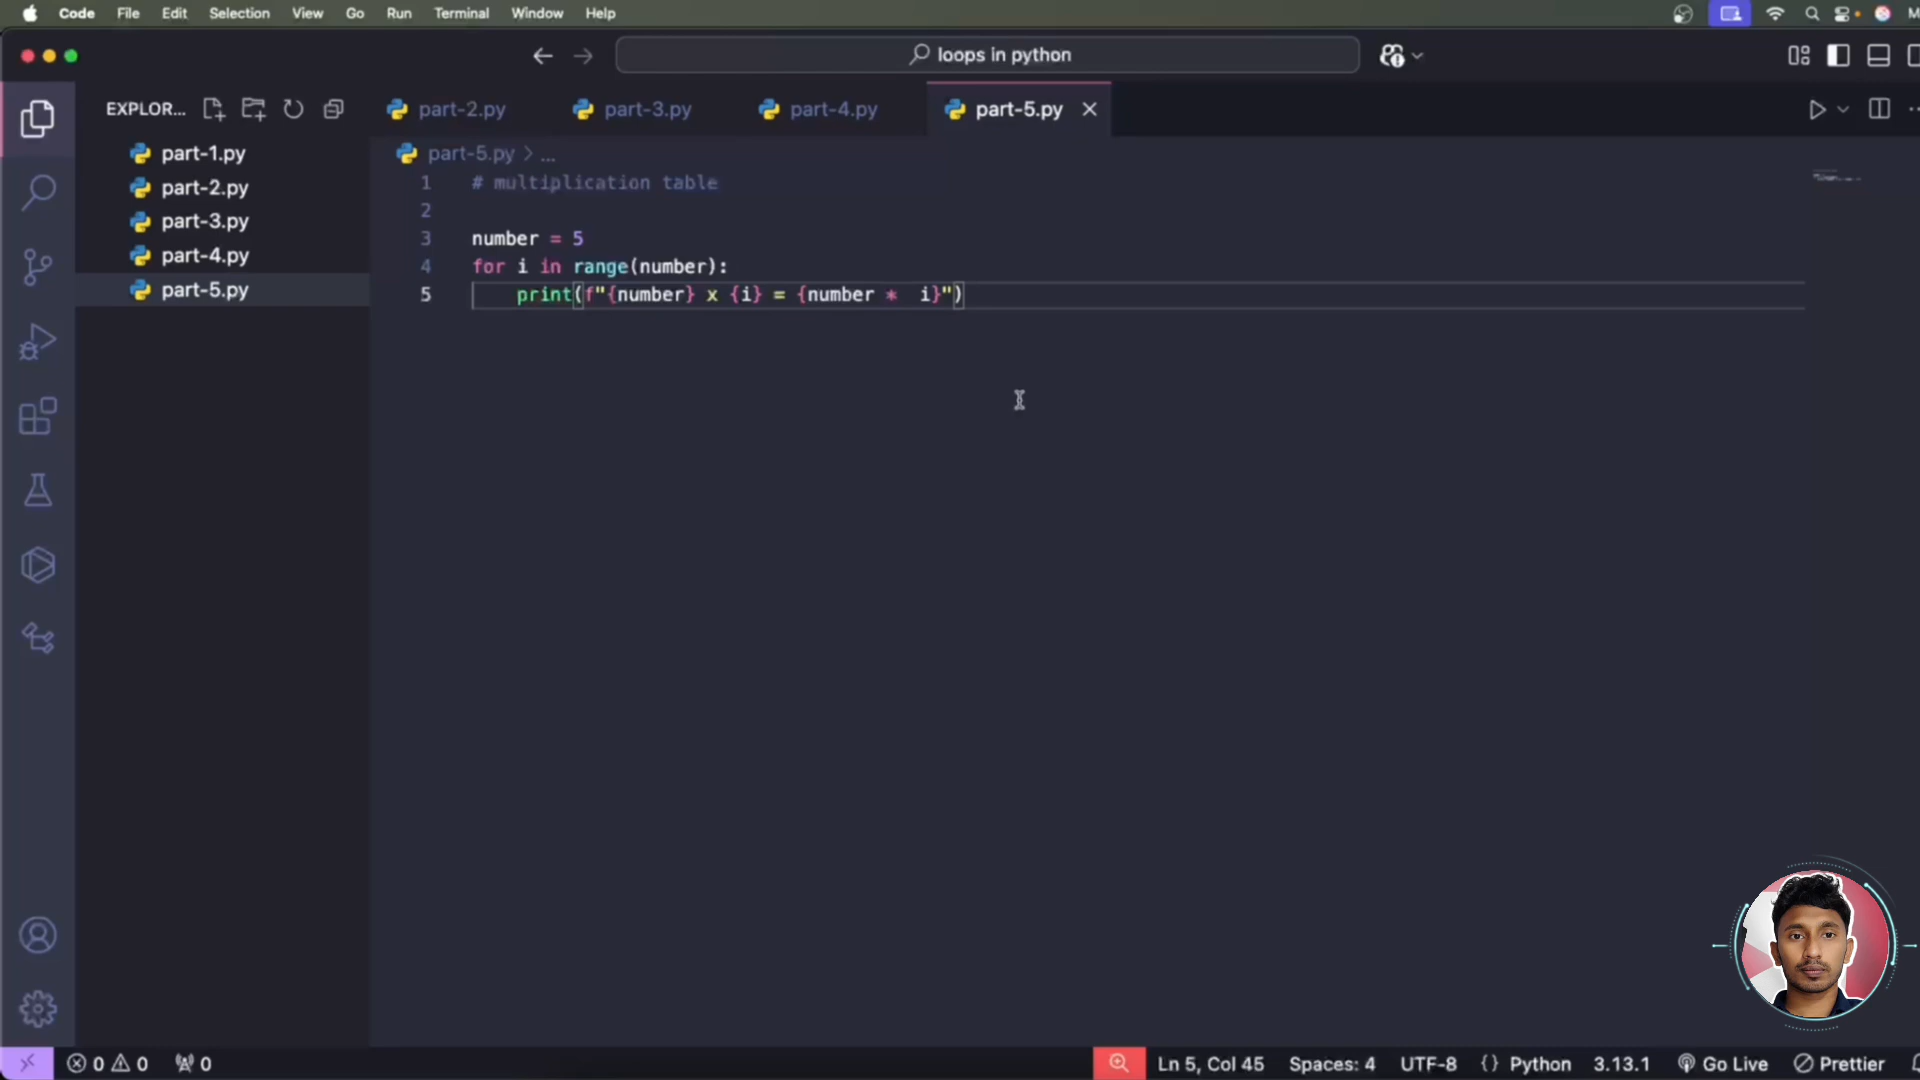 Code File Edit Selection View Go Run Terminal Window Help
loops in python
EXPLOR...
part-2.py part-3.py part-4.py part-5.py
part-1.py
part-2.py
part-3.py
part-4.py
part-5.py
part-5.py > ...
1 # multiplication table
2
3 number = 5
4 for i in range(number):
5 print(f"{number} x {i} = {number *  i}")
0 0 0 Ln 5, Col 45 Spaces: 4 UTF-8 {} Python 3.13.1 Go Live Prettier